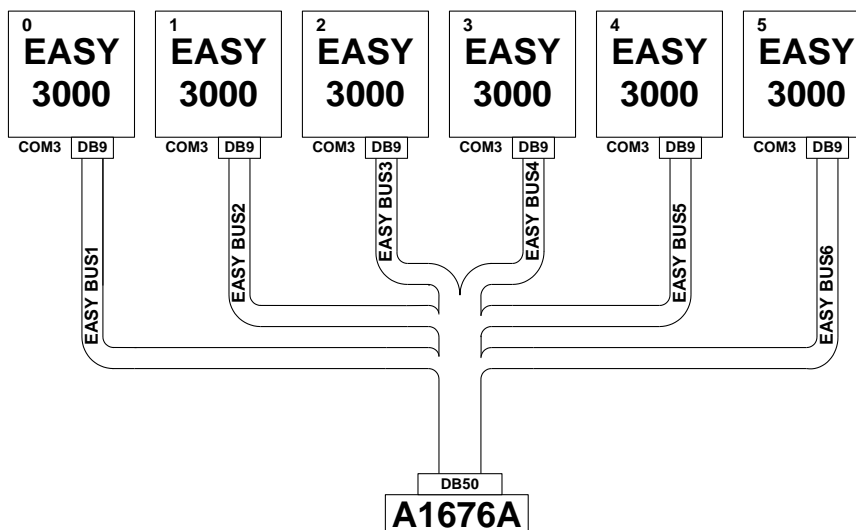 0
EASY
3000
COM3 DB9
1
EASY
3000
COM3 DB9
2
EASY
3000
COM3 DB9
3
EASY
3000
COM3 DB9
4
EASY
3000
COM3 DB9
5
EASY
3000
COM3 DB9
EASY BUS1
EASY BUS2
EASY BUS3
EASY BUS4
EASY BUS5
EASY BUS6
DB50
A1676A